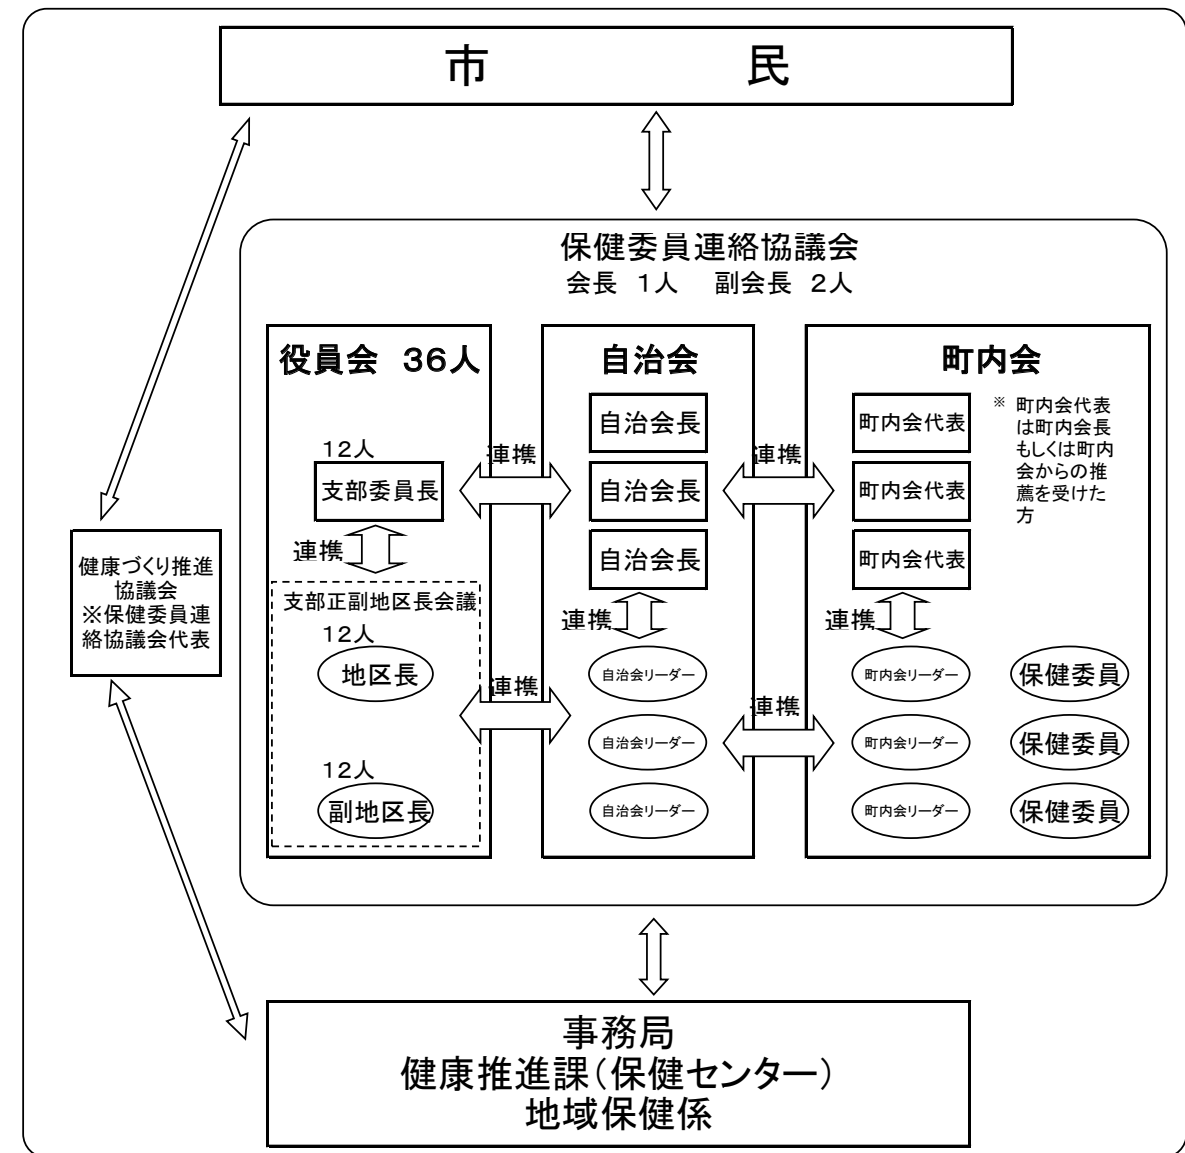 市　民
保健委員連絡協議会
会長　1人　副会長　2人
役員会　36人
12人
支部委員長
連携
支部正副地区長会議
12人
地区長
12人
副地区長
連携
連携
自治会
自治会長
自治会長
自治会長
連携
自治会リーダー
自治会リーダー
自治会リーダー
連携
連携
町内会
町内会代表
町内会代表
町内会代表
※　町内会代表
は町内会長
もしくは町内
会からの推
薦を受けた
方
連携
町内会リーダー
保健委員
町内会リーダー
保健委員
町内会リーダー
保健委員
健康づくり推進
協議会
※保健委員連
絡協議会代表
事務局
健康推進課(保健センター)
地域保健係